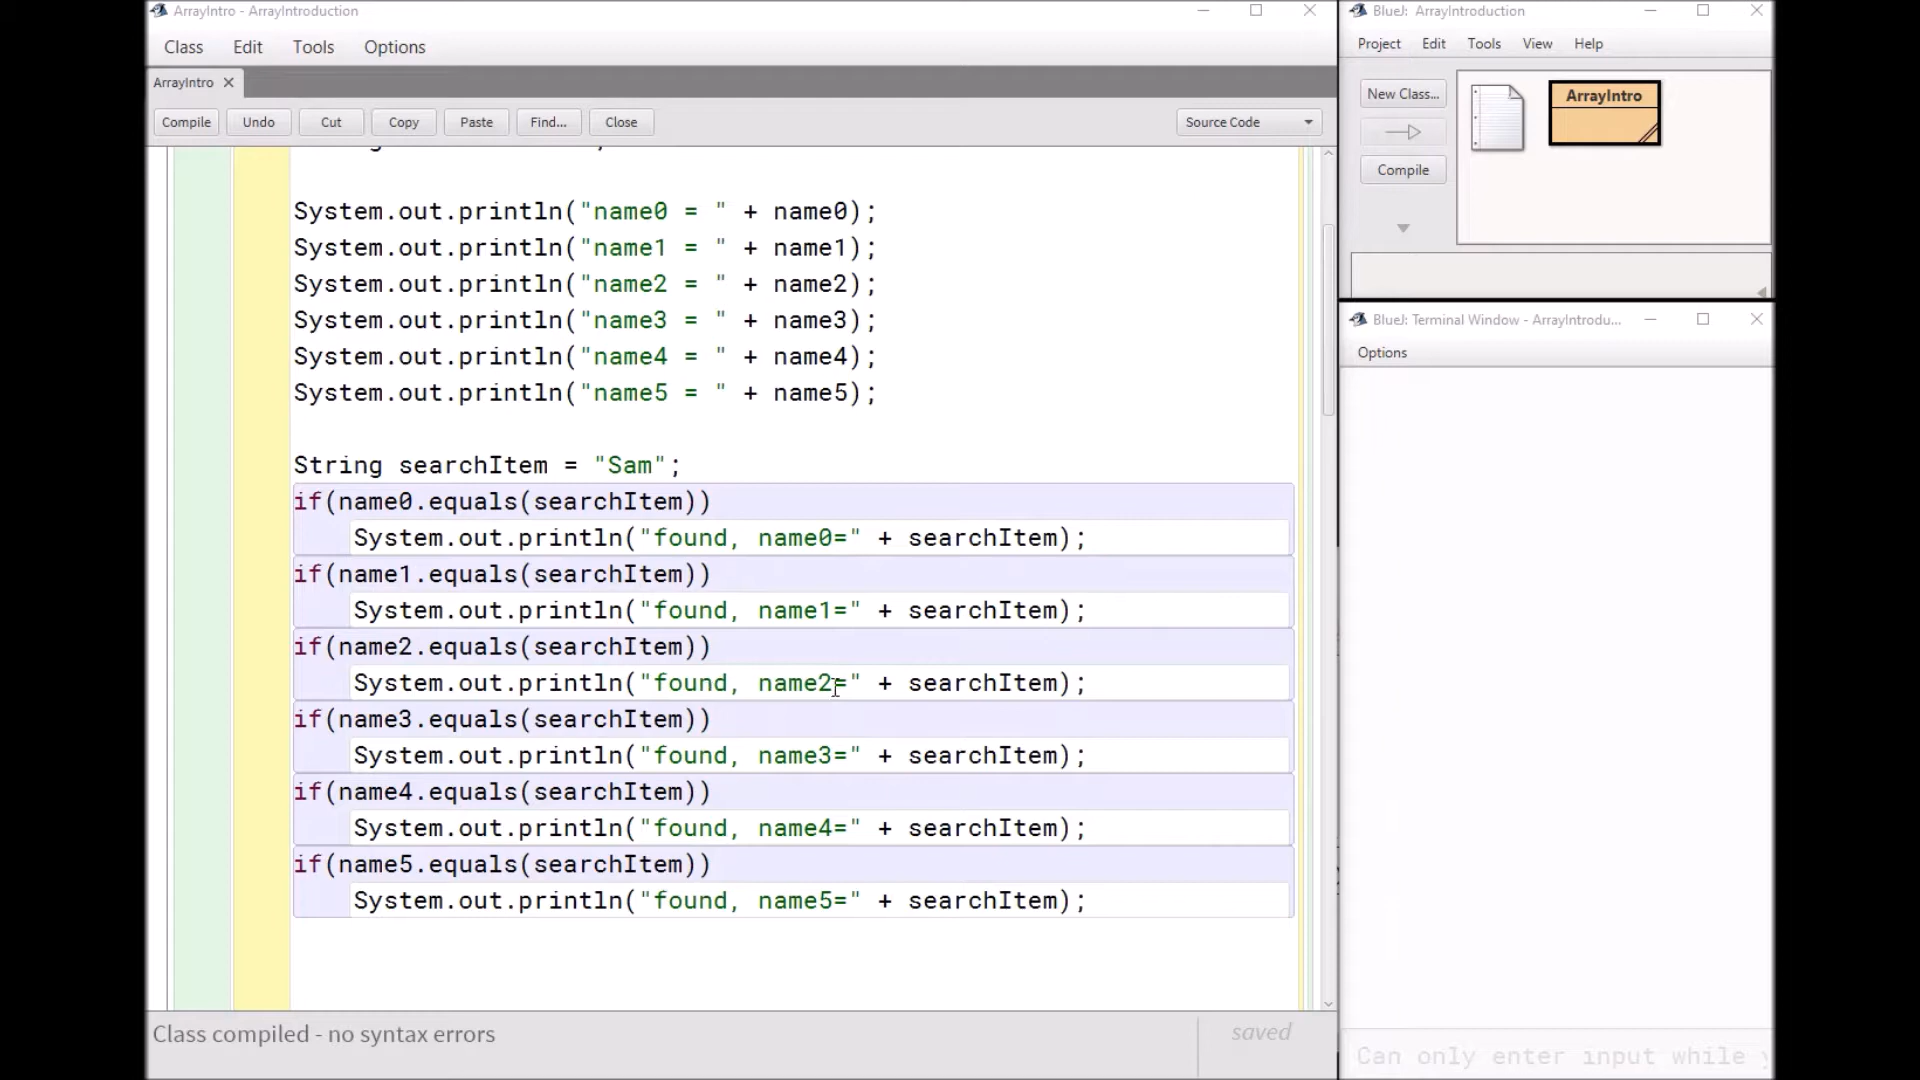 ArrayIntro - ArrayIntroduction
Class Edit Tools Options
ArrayIntro
Compile Undo Cut Copy Paste Find... Close Source Code
System.out.println("name0 = " + name0);
System.out.println("name1 = " + name1);
System.out.println("name2 = " + name2);
System.out.println("name3 = " + name3);
System.out.println("name4 = " + name4);
System.out.println("name5 = " + name5);
String searchItem = "Sam";
if(name0.equals(searchItem))
System.out.println("found, name0=" + searchItem);
if(name1.equals(searchItem))
System.out.println("found, name1=" + searchItem);
if(name2.equals(searchItem))
System.out.println("found, name2=" + searchItem);
if(name3.equals(searchItem))
System.out.println("found, name3=" + searchItem);
if(name4.equals(searchItem))
System.out.println("found, name4=" + searchItem);
if(name5.equals(searchItem))
System.out.println("found, name5=" + searchItem);
Class compiled - no syntax errors
saved
BlueJ: ArrayIntroduction
Project Edit Tools View Help
New Class...
Compile
ArrayIntro
BlueJ: Terminal Window - ArrayIntrodu...
Options
Can only enter input while